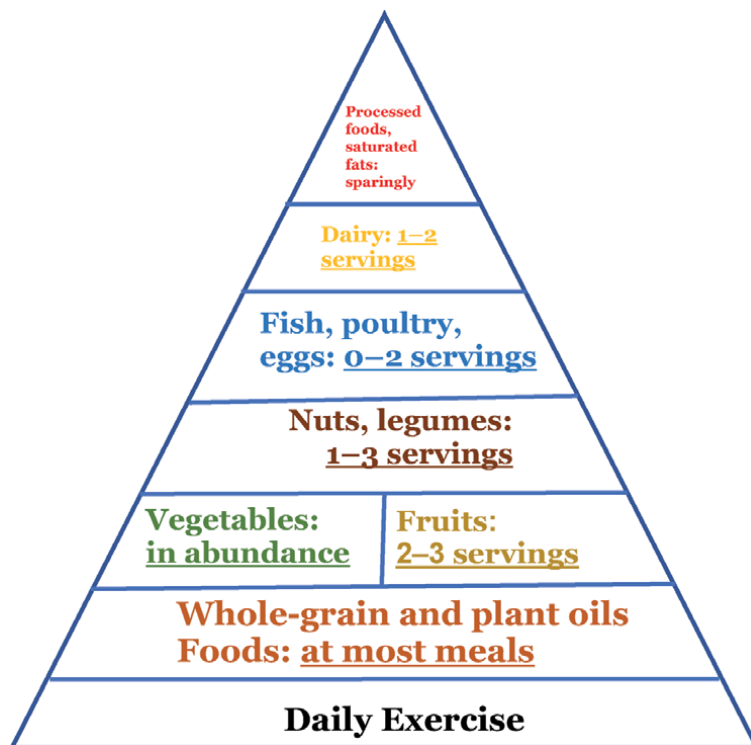 Processed
foods,
saturated
fats:
sparingly
Dairy: 1–2
servings
Fish, poultry,
eggs: 0–2 servings
Nuts, legumes:
1–3 servings
Vegetables:
in abundance
Fruits:
2–3 servings
Whole-grain and plant oils
Foods: at most meals
Daily Exercise